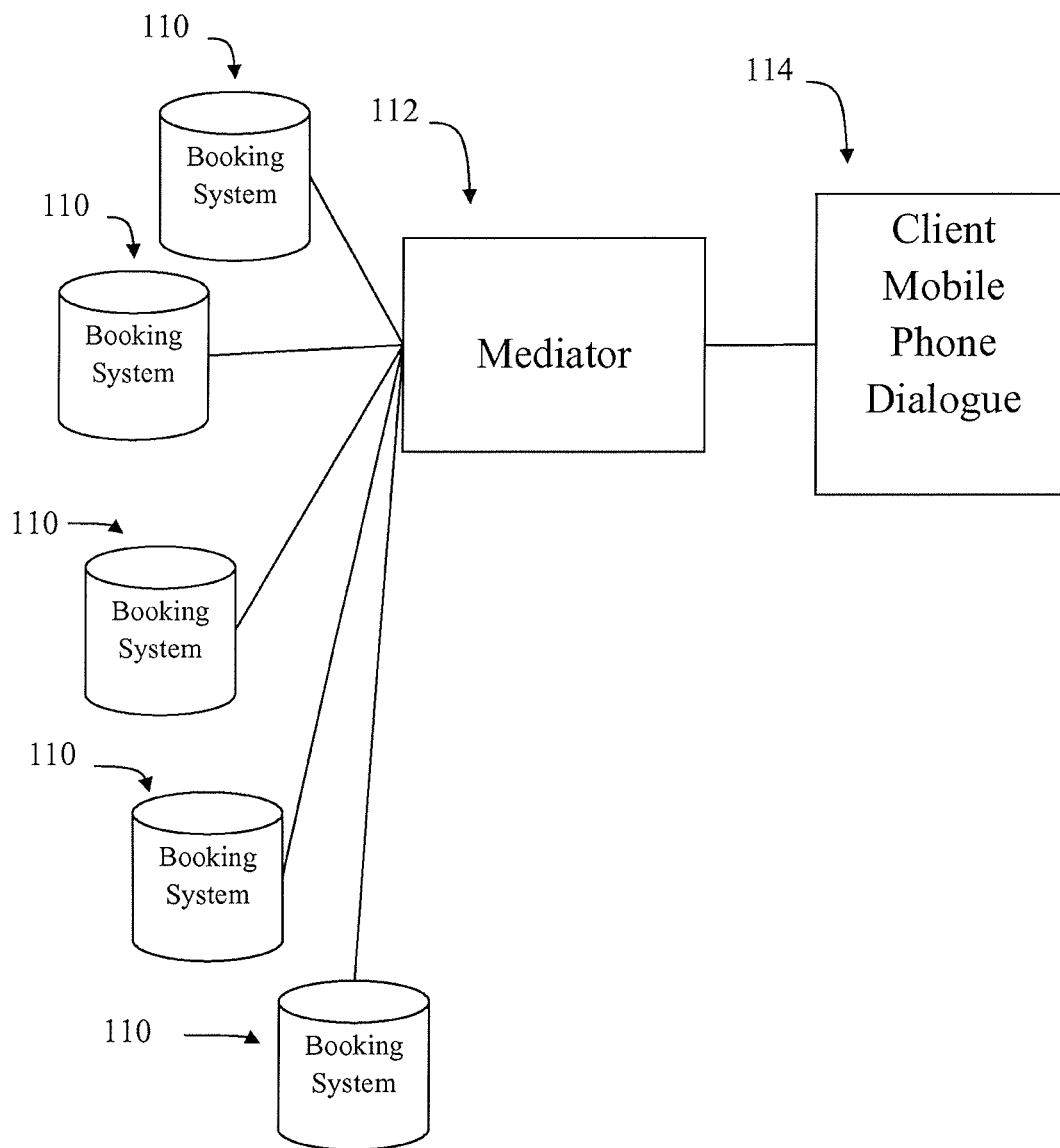 110
Booking
System
110
Booking
System
110
Booking
System
110
Booking
System
110
Booking
System
112
Mediator
114
Client
Mobile
Phone
Dialogue